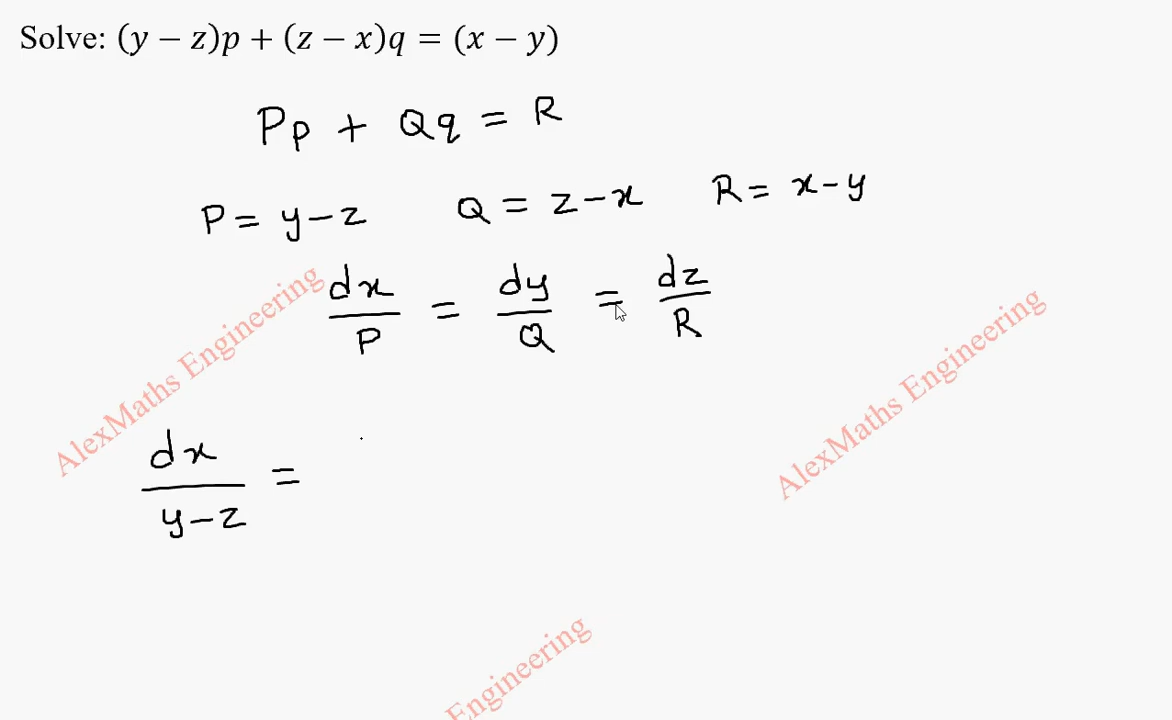 Solve: (y − z)p + (z − x)q = (x − y)
Pp + Qq = R
P = y − z Q = z − x R = x − y
dx/P = dy/Q = dz/R
AlexMaths Engineering
AlexMaths Engineering
dx/y − z =
Engineering